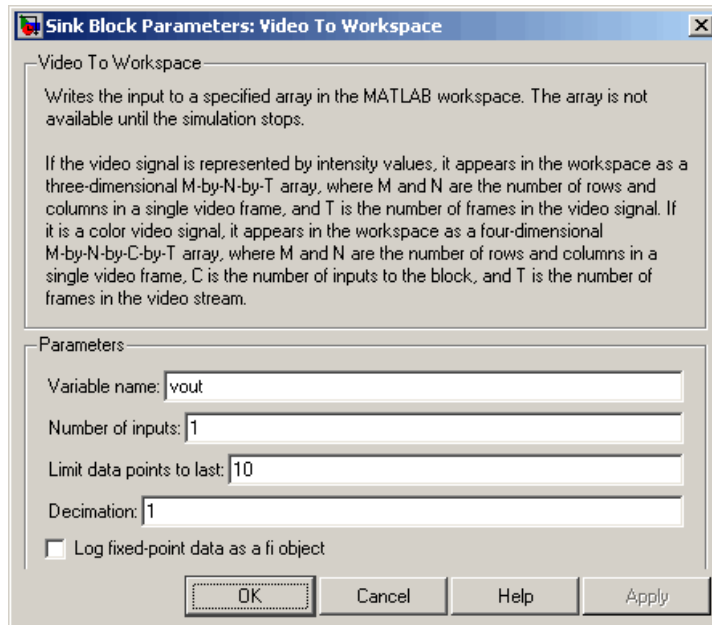 Sink Block Parameters: Video To Workspace
Video To Workspace
Writes the input to a specified array in the MATLAB workspace. The array is not
available until the simulation stops.
If the video signal is represented by intensity values, it appears in the workspace as a
three-dimensional M-by-N-by-T array, where M and N are the number of rows and
columns in a single video frame, and T is the number of frames in the video signal. If
it is a color video signal, it appears in the workspace as a four-dimensional
M-by-N-by-C-by-T array, where M and N are the number of rows and columns in a
single video frame, C is the number of inputs to the block, and T is the number of
frames in the video stream.
Parameters
Variable name: vout
Number of inputs: 1
Limit data points to last: 10
Decimation: 1
Log fixed-point data as a fi object
OK Cancel Help Apply